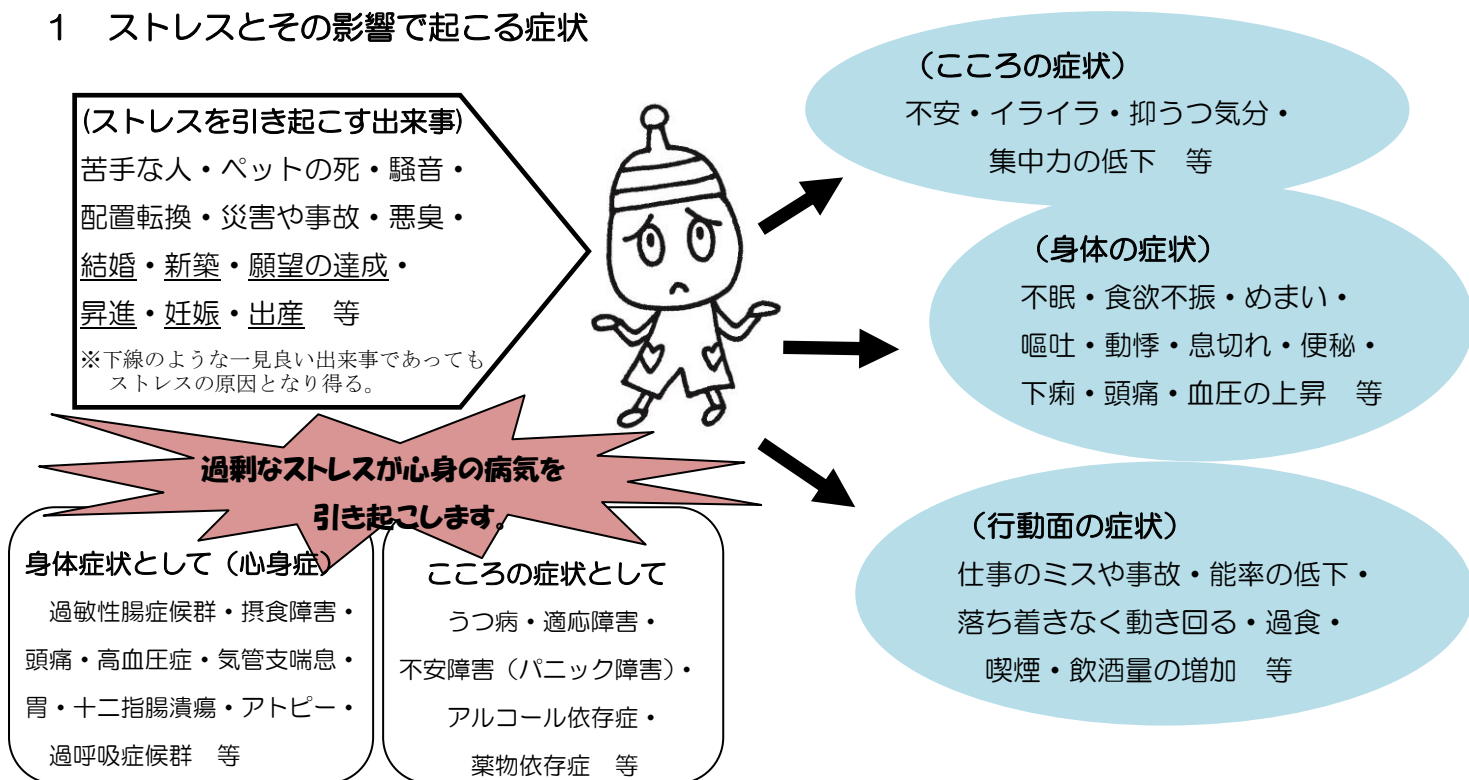 1　ストレスとその影響で起こる症状
(ストレスを引き起こす出来事)
苦手な人・ペットの死・騒音・
配置転換・災害や事故・悪臭・
結婚・新築・願望の達成・
昇進・妊娠・出産　等
※下線のような一見良い出来事であっても
ストレスの原因となり得る。
（こころの症状）
不安・イライラ・抑うつ気分・
集中力の低下　等
（身体の症状）
不眠・食欲不振・めまい・
嘔吐・動悸・息切れ・便秘・
下痢・頭痛・血圧の上昇　等
（行動面の症状）
仕事のミスや事故・能率の低下・
落ち着きなく動き回る・過食・
喫煙・飲酒量の増加　等
過剰なストレスが心身の病気を
引き起こします。
身体症状として（心身症）
過敏性腸症候群・摂食障害・
頭痛・高血圧症・気管支喘息・
胃・十二指腸潰瘍・アトピー・
過呼吸症候群　等
こころの症状として
うつ病・適応障害・
不安障害（パニック障害）・
アルコール依存症・
薬物依存症　等